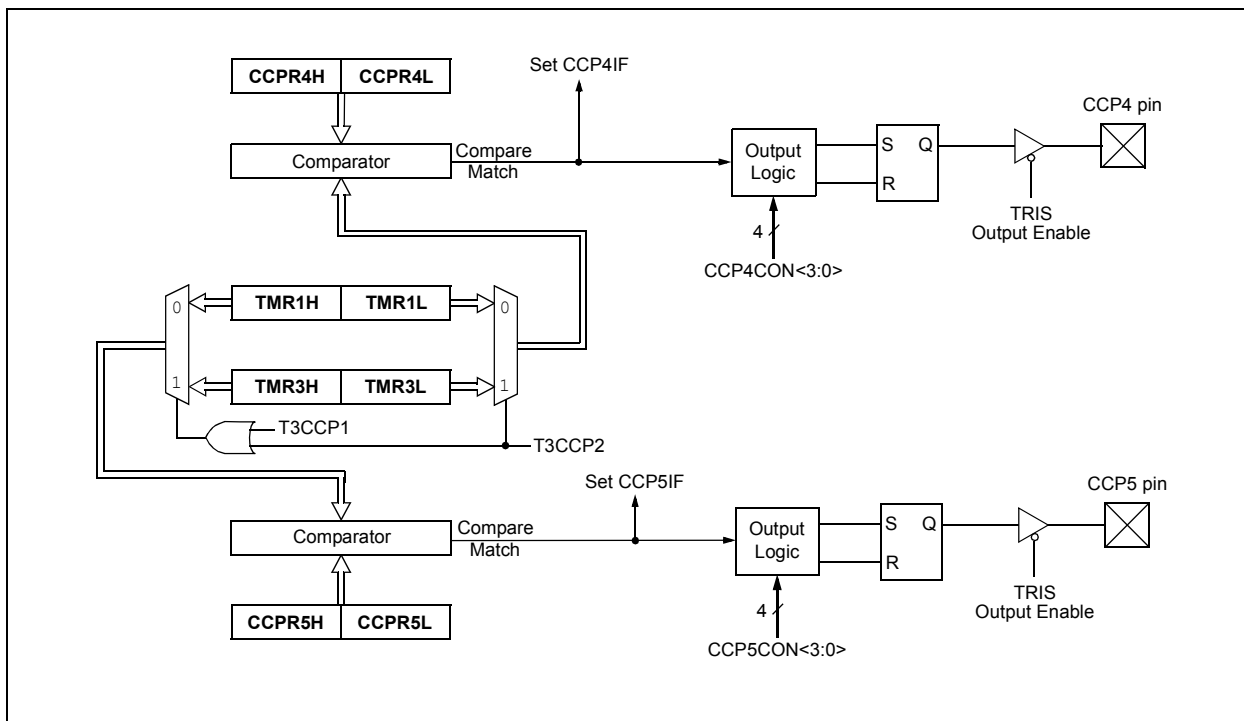 CCPR4H CCPR4L
Set CCP4IF
CCP4 pin
Comparator
Compare
Match
Output
Logic
S Q
R
TRIS
Output Enable
4
CCP4CON<3:0>
0 TMR1H TMR1L 0
1 TMR3H TMR3L 1
T3CCP1
T3CCP2
Set CCP5IF
CCP5 pin
Comparator
Compare
Match
Output
Logic
S Q
R
TRIS
Output Enable
4
CCPR5H CCPR5L
CCP5CON<3:0>